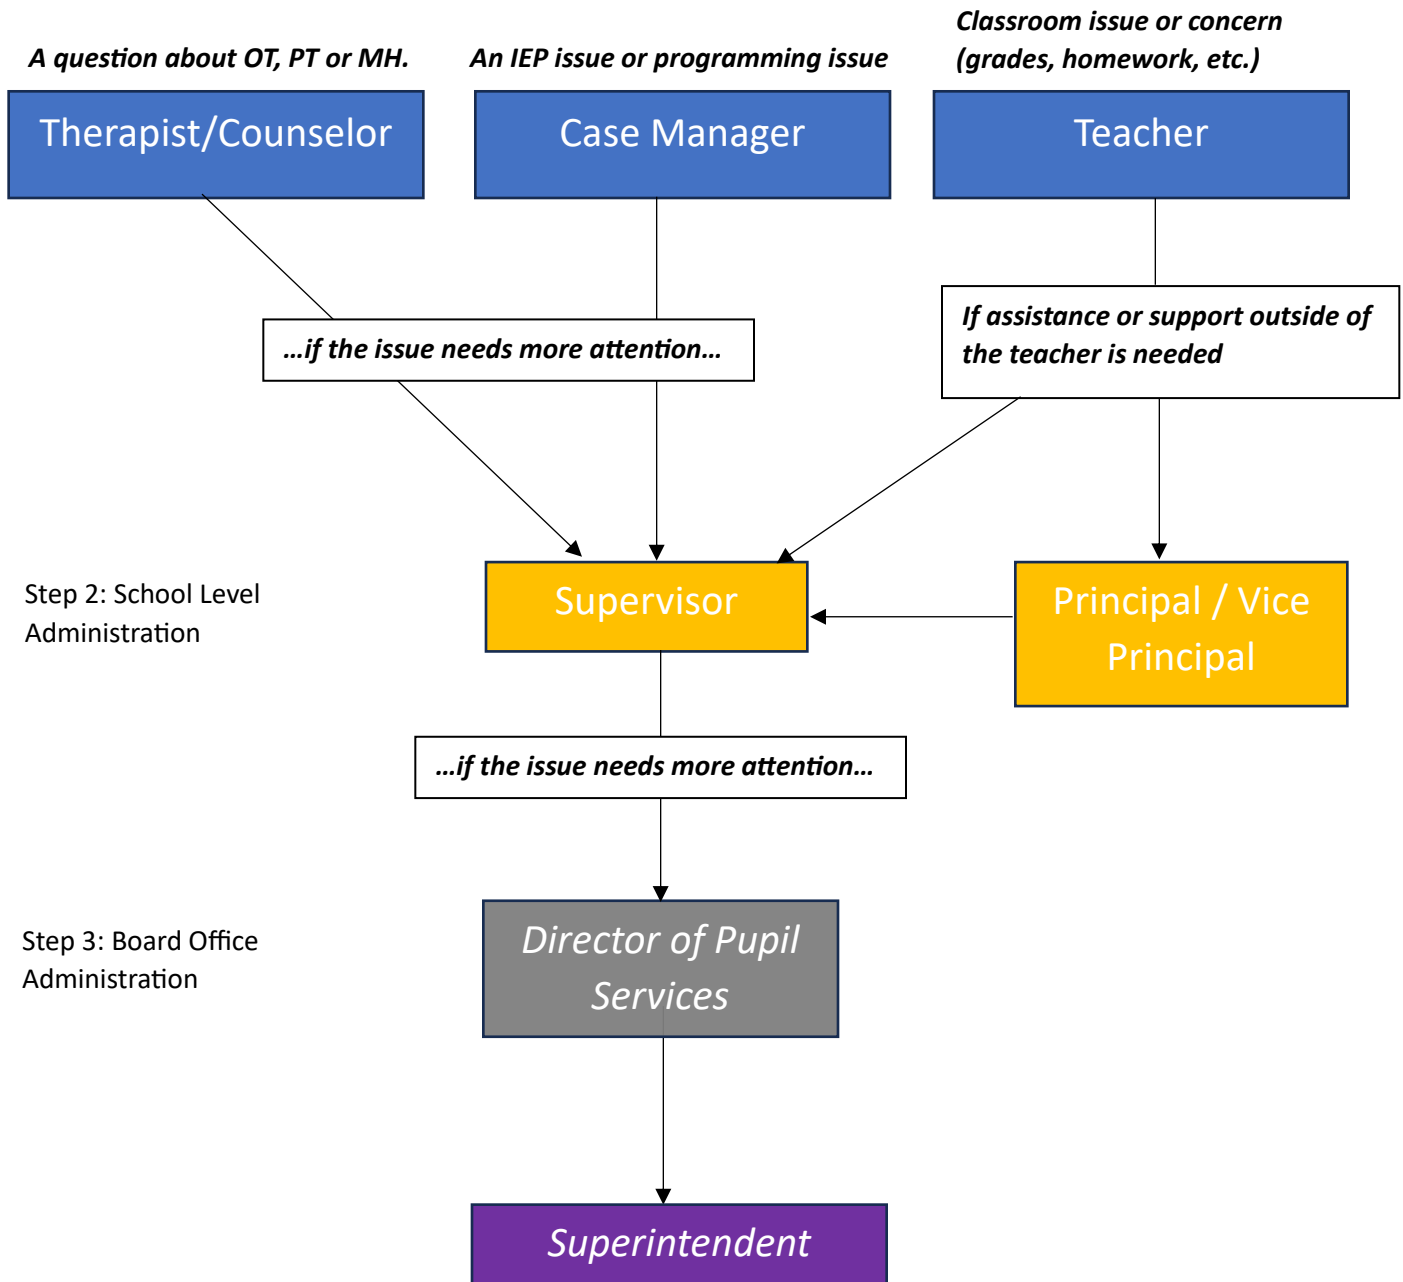 A question about OT, PT or MH.
An IEP issue or programming issue
Classroom issue or concern
(grades, homework, etc.)
Therapist/Counselor
Case Manager
Teacher
…if the issue needs more attention…
If assistance or support outside of
the teacher is needed
Step 2: School Level
Administration
Supervisor
Principal / Vice
Principal
…if the issue needs more attention…
Step 3: Board Office
Administration
Director of Pupil
Services
Superintendent